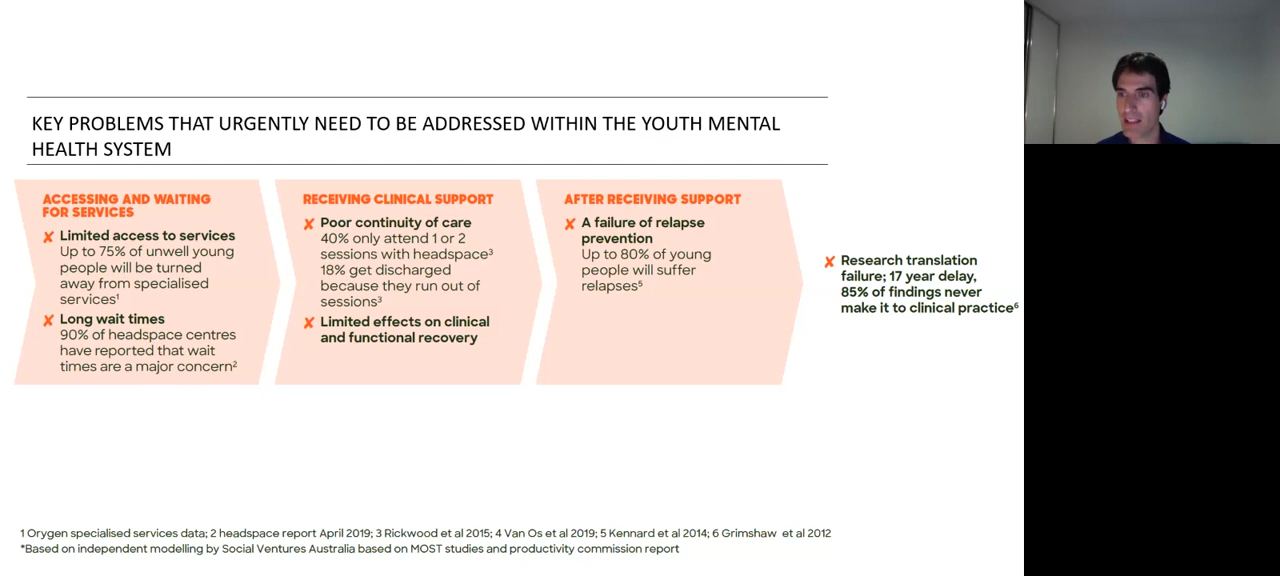 KEY PROBLEMS THAT URGENTLY NEED TO BE ADDRESSED WITHIN THE YOUTH MENTAL
HEALTH SYSTEM
ACCESSING AND WAITING
FOR SERVICES
✘ Limited access to services
Up to 75% of unwell young
people will be turned
away from specialised
services¹
✘ Long wait times
90% of headspace centres
have reported that wait
times are a major concern²
RECEIVING CLINICAL SUPPORT
✘ Poor continuity of care
40% only attend 1 or 2
sessions with headspace³
18% get discharged
because they run out of
sessions³
✘ Limited effects on clinical
and functional recovery
AFTER RECEIVING SUPPORT
✘ A failure of relapse
prevention
Up to 80% of young
people will suffer
relapses⁵
✘ Research translation
failure; 17 year delay,
85% of findings never
make it to clinical practice⁶
1 Orygen specialised services data; 2 headspace report April 2019; 3 Rickwood et al 2015; 4 Van Os et al 2019; 5 Kennard et al 2014; 6 Grimshaw et al 2012
*Based on independent modelling by Social Ventures Australia based on MOST studies and productivity commission report